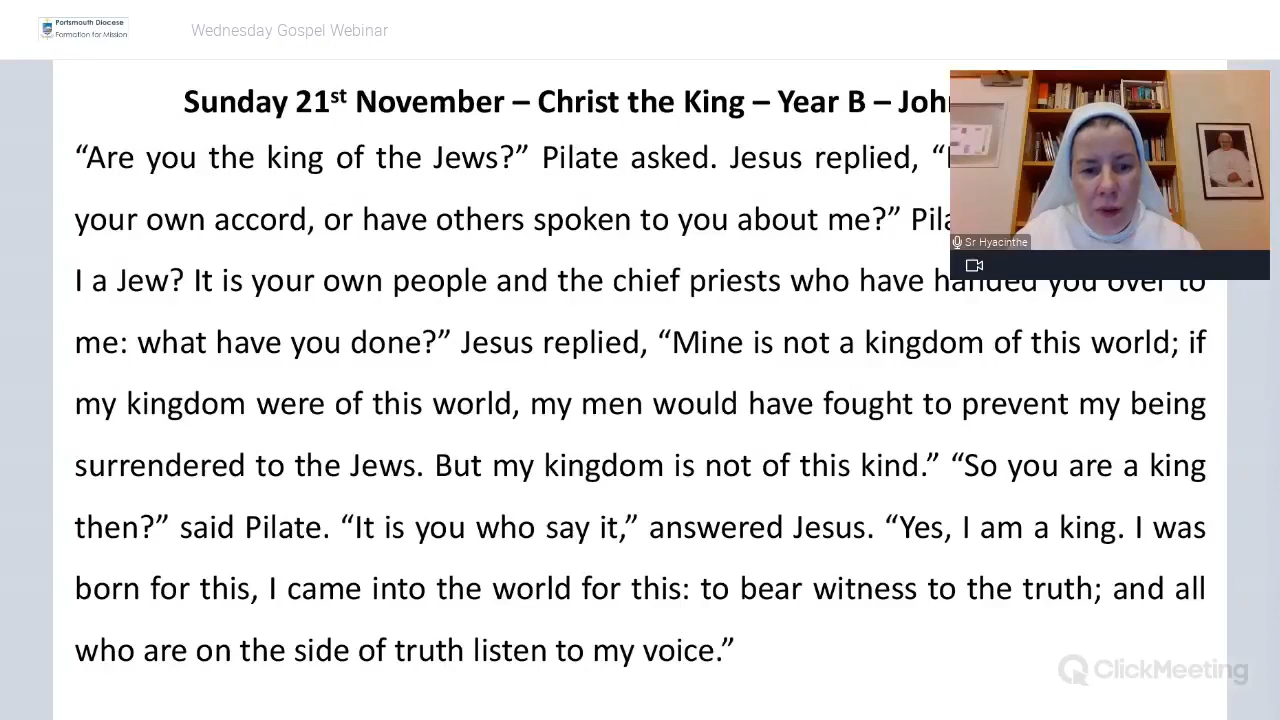 Portsmouth Diocese
Formation for Mission
Wednesday Gospel Webinar
Sunday 21st November – Christ the King – Year B – John
“Are you the king of the Jews?” Pilate asked. Jesus replied, “
your own accord, or have others spoken to you about me?”
Sr Hyacinthe
I a Jew? It is your own people and the chief priests who have handed you over to
me: what have you done?” Jesus replied, “Mine is not a kingdom of this world; if
my kingdom were of this world, my men would have fought to prevent my being
surrendered to the Jews. But my kingdom is not of this kind.” “So you are a king
then?” said Pilate. “It is you who say it,” answered Jesus. “Yes, I am a king. I was
born for this, I came into the world for this: to bear witness to the truth; and all
who are on the side of truth listen to my voice.”
ClickMeeting